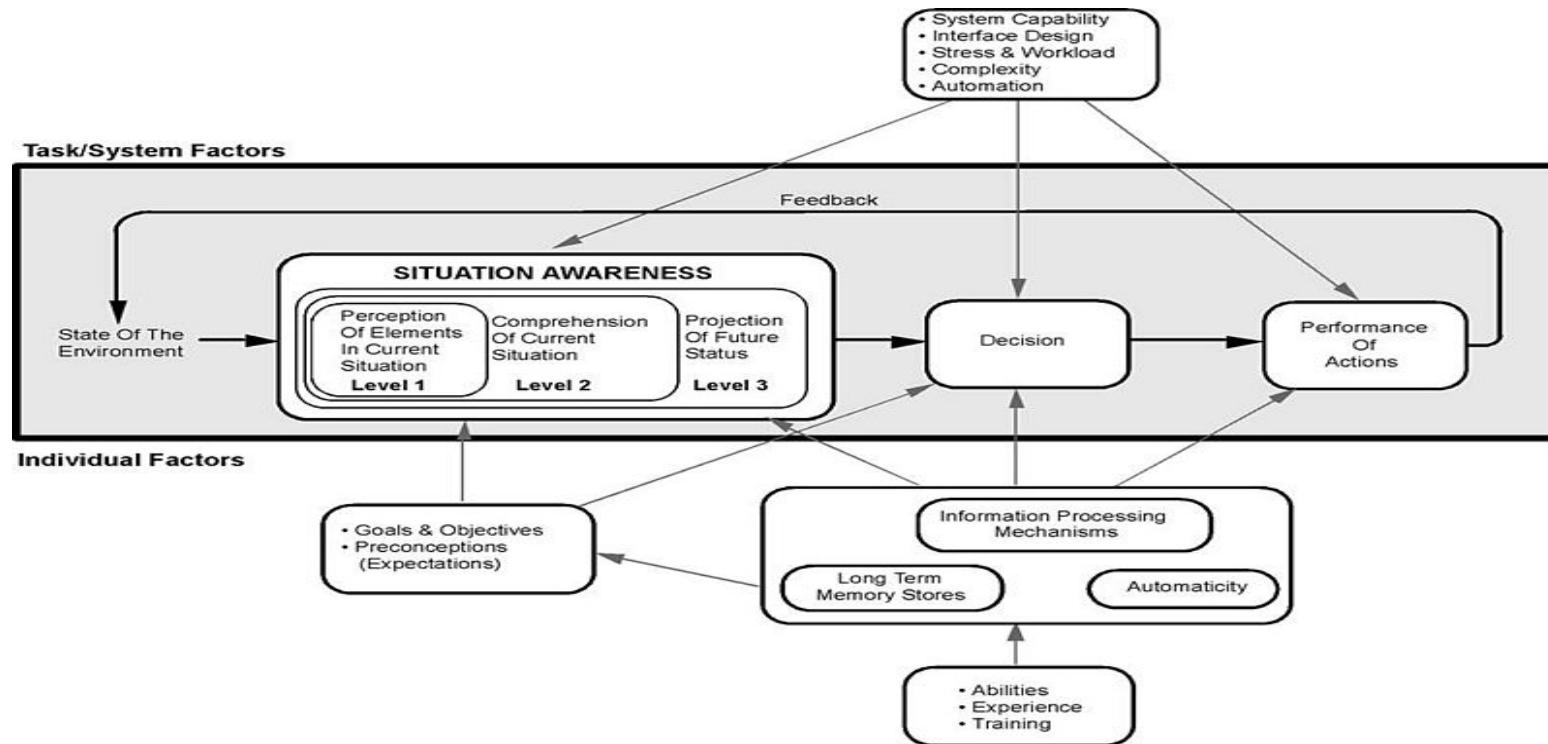 • System Capability
• Interface Design
• Stress & Workload
• Complexity
• Automation
Task/System Factors
Feedback
SITUATION AWARENESS
State Of The
Environment
Perception
Of Elements
In Current
Situation
Level 1
Comprehension
Of Current
Situation
Level 2
Projection
Of Future
Status
Level 3
Decision
Performance
Of
Actions
Individual Factors
• Goals & Objectives
• Preconceptions
(Expectations)
Information Processing
Mechanisms
Long Term
Memory Stores
Automaticity
• Abilities
• Experience
• Training